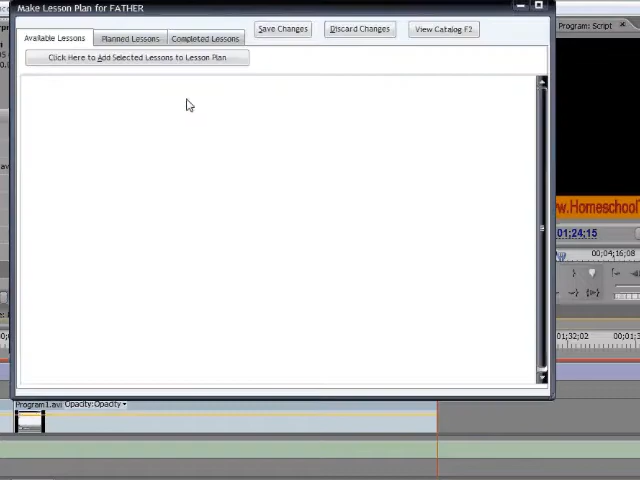 Make Lesson Plan for FATHER
Available Lessons
Planned Lessons
Completed Lessons
Save Changes
Discard Changes
View Catalog F2
Click Here to Add Selected Lessons to Lesson Plan
Program: Script
w.Homeschool
01;24;15
00;04;16;08
01;32;02
00;01;3
Program1.avi Opacity:Opacity